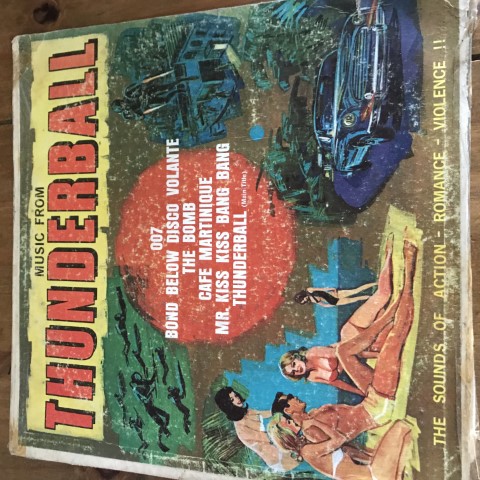 MUSIC FROM
THUNDERBALL
007
BOND BELOW DISCO VOLANTE
THE BOMB
CAFE MARTINIQUE
MR. KISS KISS BANG BANG
THUNDERBALL (Main Title)
THE SOUNDS OF ACTION - ROMANCE - VIOLENCE !!